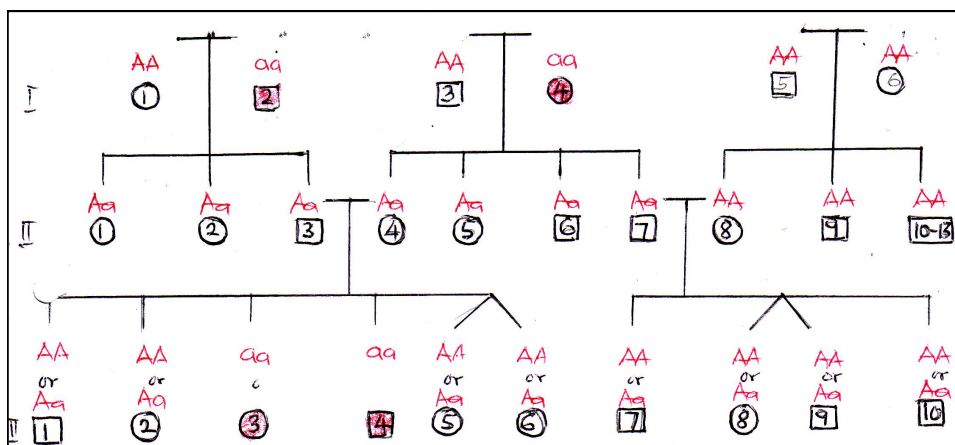 AA aa AA aa AA AA
I 1 2 3 4 5 6
Aa Aa Aa Aa Aa Aa Aa AA AA AA
II 1 2 3 4 5 6 7 8 9 10-13
AA AA aa aa AA AA AA AA AA AA
or or or or or or or or
Aa Aa Aa Aa Aa Aa Aa Aa
II 1 2 3 4 5 6 7 8 9 10